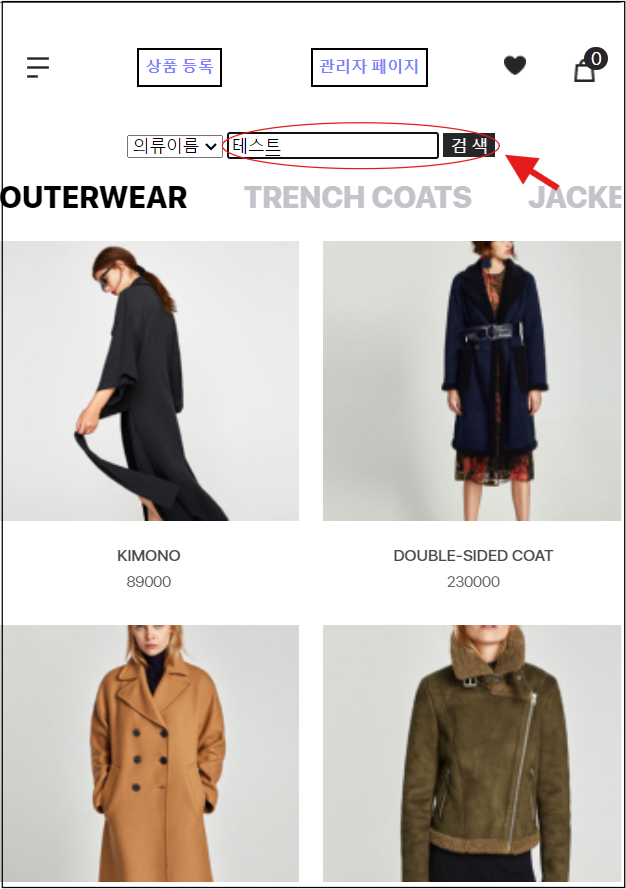 상품 등록 관리자 페이지 0
의류이름 테스트 검 색
OUTERWEAR TRENCH COATS JACKE
KIMONO DOUBLE-SIDED COAT
89000 230000